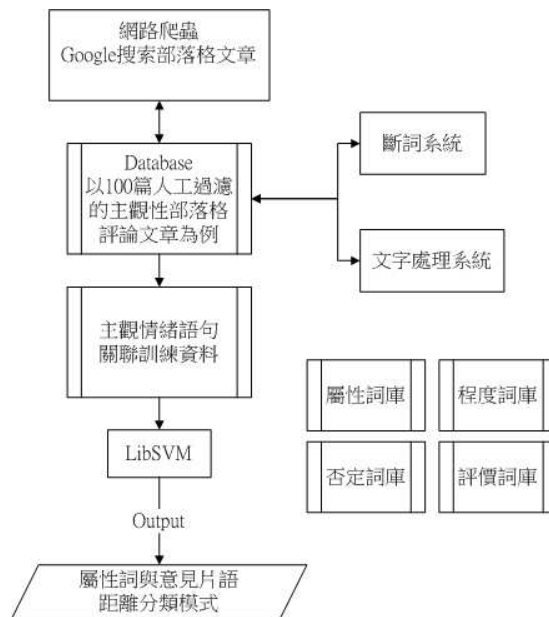 網路爬蟲
Google搜索部落格文章
Database
以100篇人工過濾
的主觀性部落格
評論文章為例
斷詞系統
文字處理系統
主觀情緒語句
關聯訓練資料
屬性詞庫
程度詞庫
LibSVM
否定詞庫
評價詞庫
Output
屬性詞與意見片語
距離分類模式